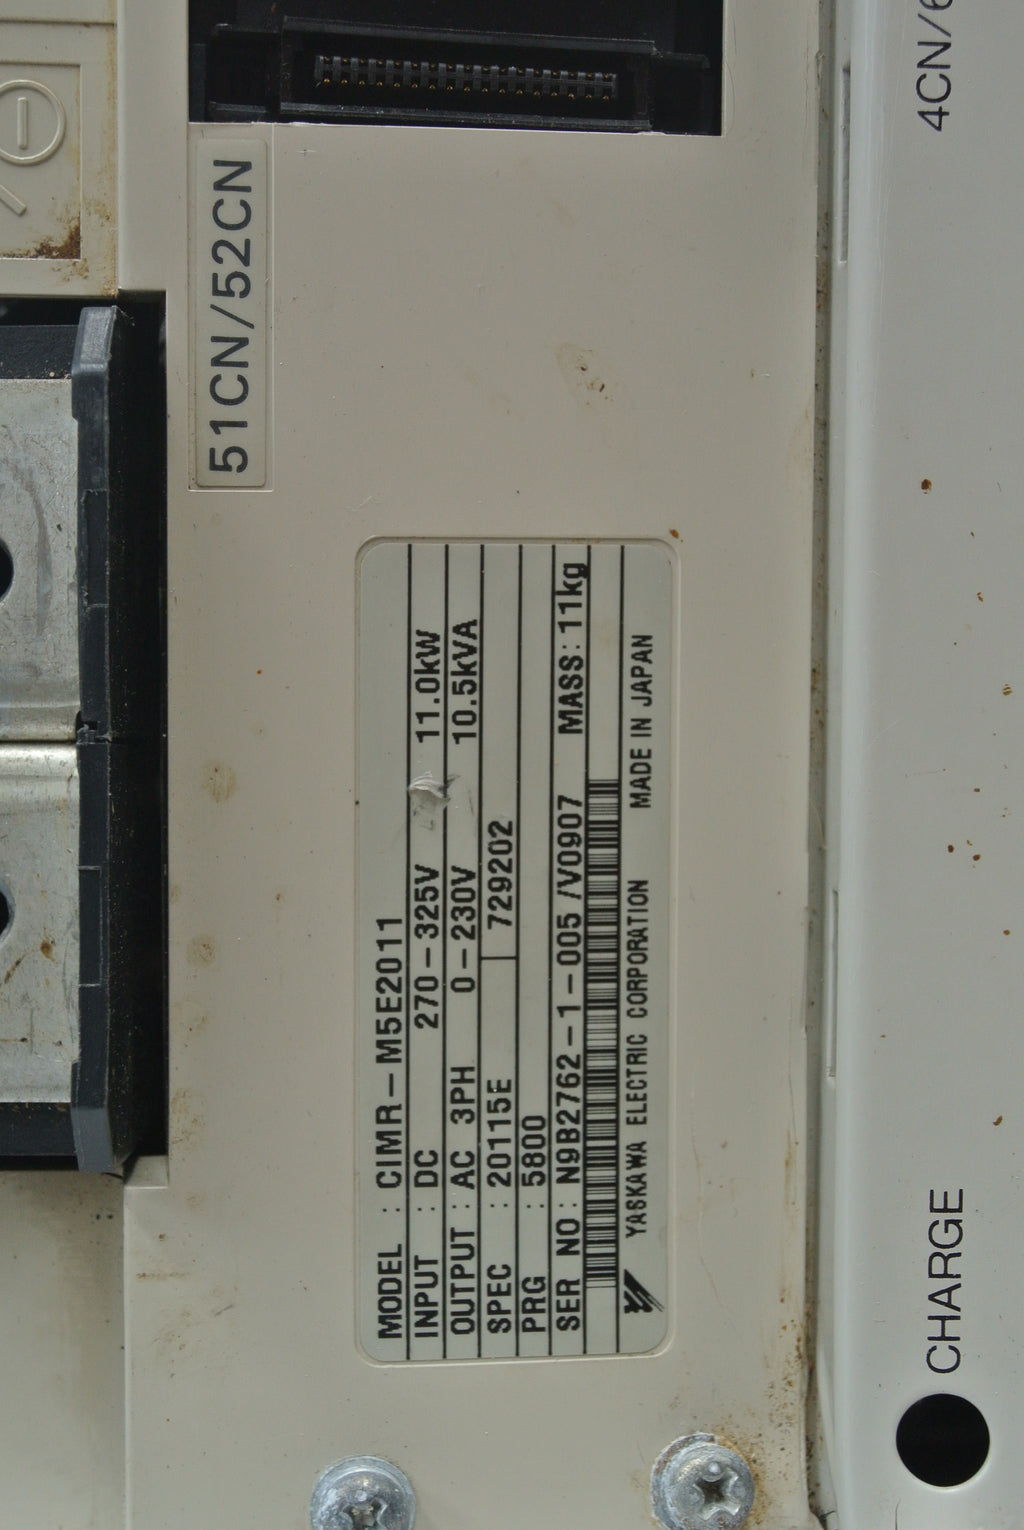 51CN/52CN
MODEL : CIMR-M5E2011
INPUT : DC 270-325V 11.0kW
OUTPUT : AC 3PH 0-230V 10.5kVA
SPEC : 20115E 729202
PRG : 5800
SER NO : N9B2762-1-005 /V0907 MASS: 11kg
YASKAWA ELECTRIC CORPORATION MADE IN JAPAN
4CN/6
CHARGE